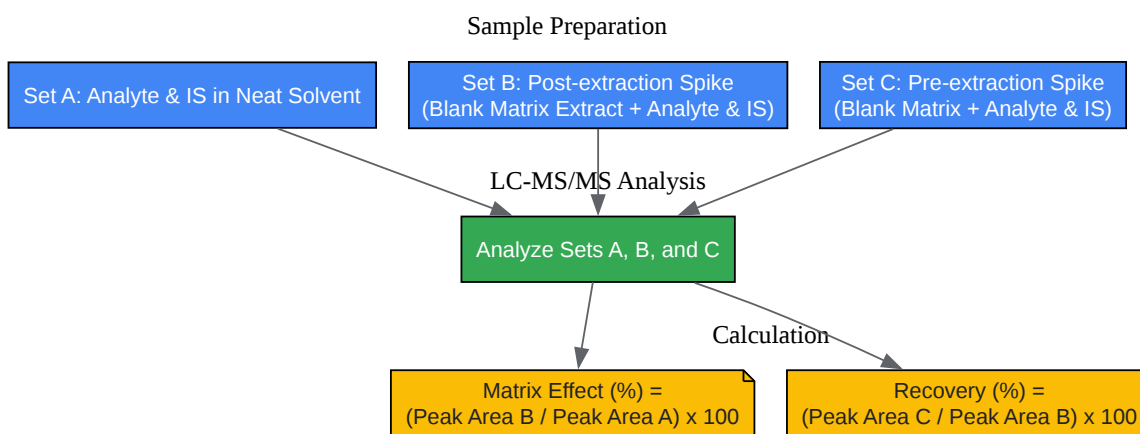 Sample Preparation
Set A: Analyte & IS in Neat Solvent
Set B: Post-extraction Spike
(Blank Matrix Extract + Analyte & IS)
Set C: Pre-extraction Spike
(Blank Matrix + Analyte & IS)
LC-MS/MS Analysis
Analyze Sets A, B, and C
Calculation
Matrix Effect (%) =
(Peak Area B / Peak Area A) x 100
Recovery (%) =
(Peak Area C / Peak Area B) x 100